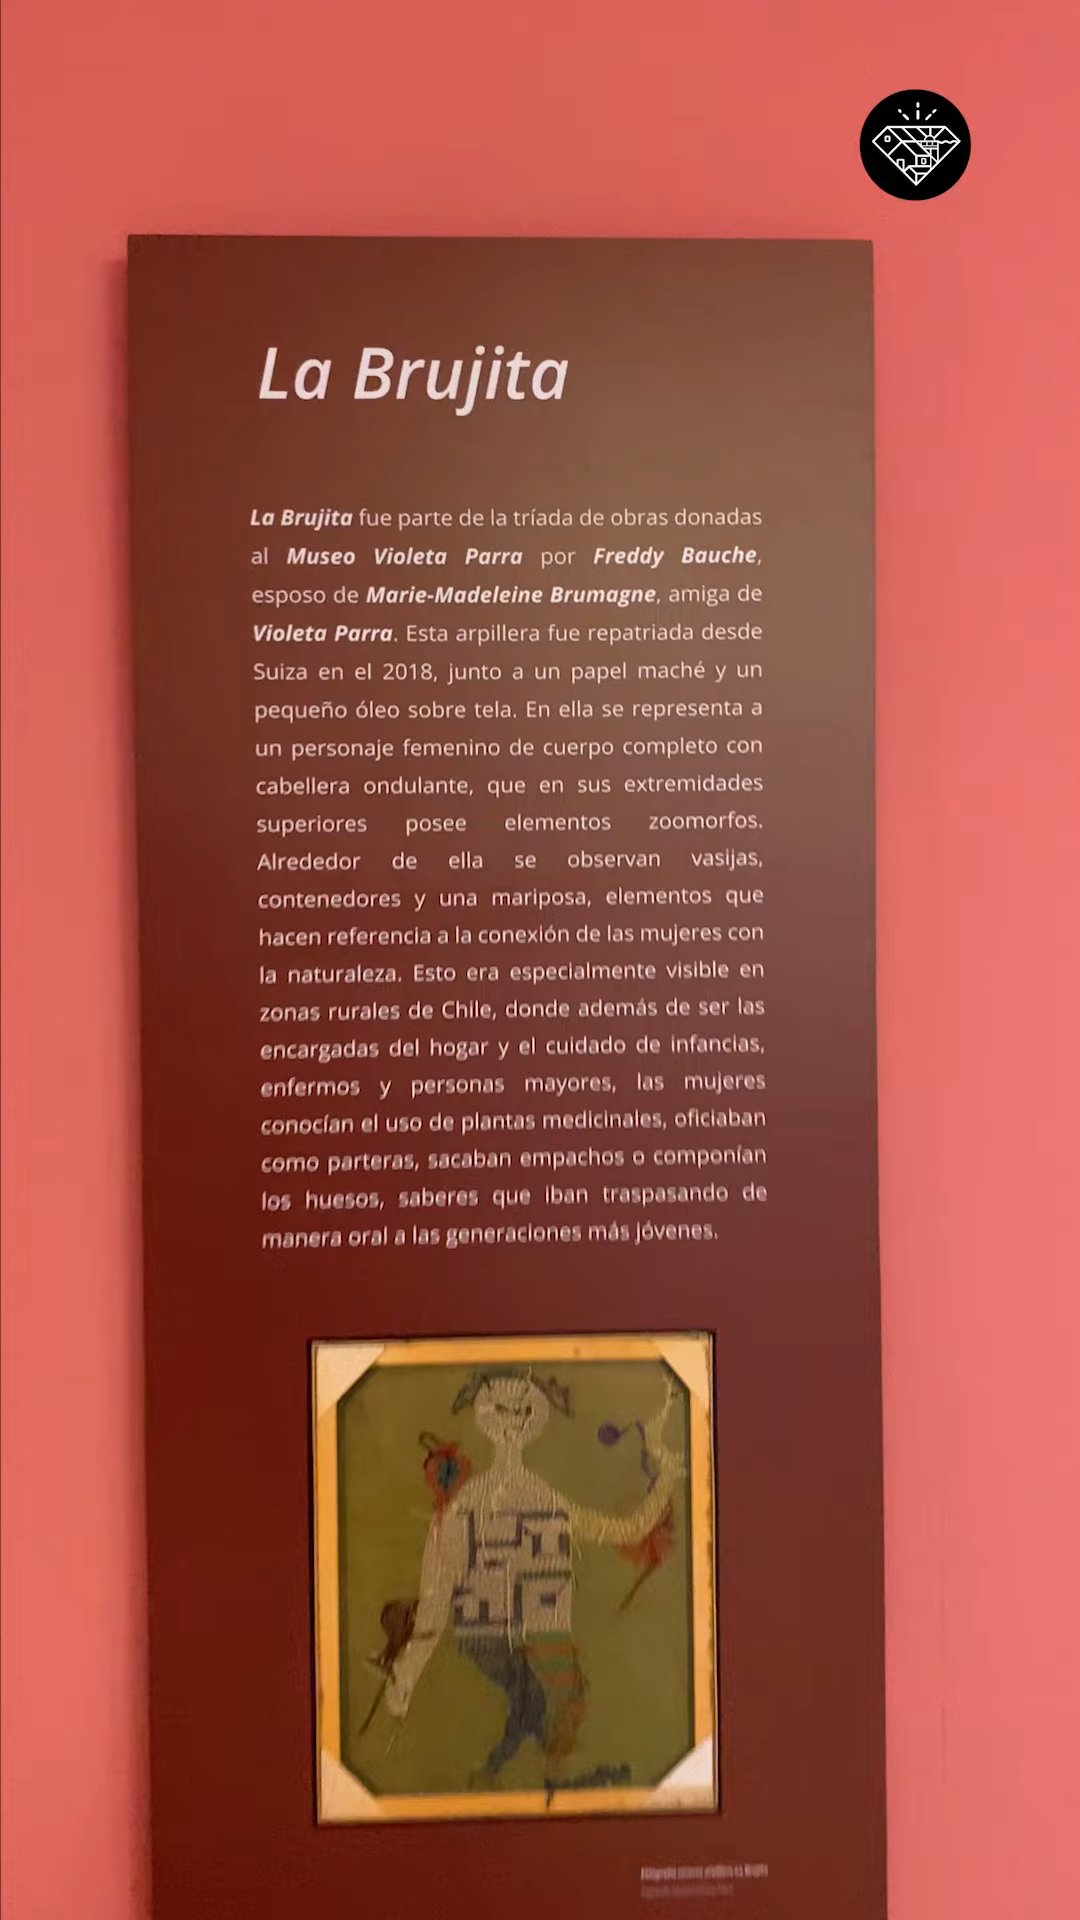 La Brujita
La Brujita fue parte de la tríada de obras donadas
al Museo Violeta Parra por Freddy Bauche,
esposo de Marie-Madeleine Brumagne, amiga de
Violeta Parra. Esta arpillera fue repatriada desde
Suiza en el 2018, junto a un papel maché y un
pequeño óleo sobre tela. En ella se representa a
un personaje femenino de cuerpo completo con
cabellera ondulante, que en sus extremidades
superiores posee elementos zoomorfos.
Alrededor de ella se observan vasijas,
contenedores y una mariposa, elementos que
hacen referencia a la conexión de las mujeres con
la naturaleza. Esto era especialmente visible en
zonas rurales de Chile, donde además de ser las
encargadas del hogar y el cuidado de infancias,
enfermos y personas mayores, las mujeres
conocían el uso de plantas medicinales, oficiaban
como parteras, sacaban empachos o componían
los huesos, saberes que iban traspasando de
manera oral a las generaciones más jóvenes.